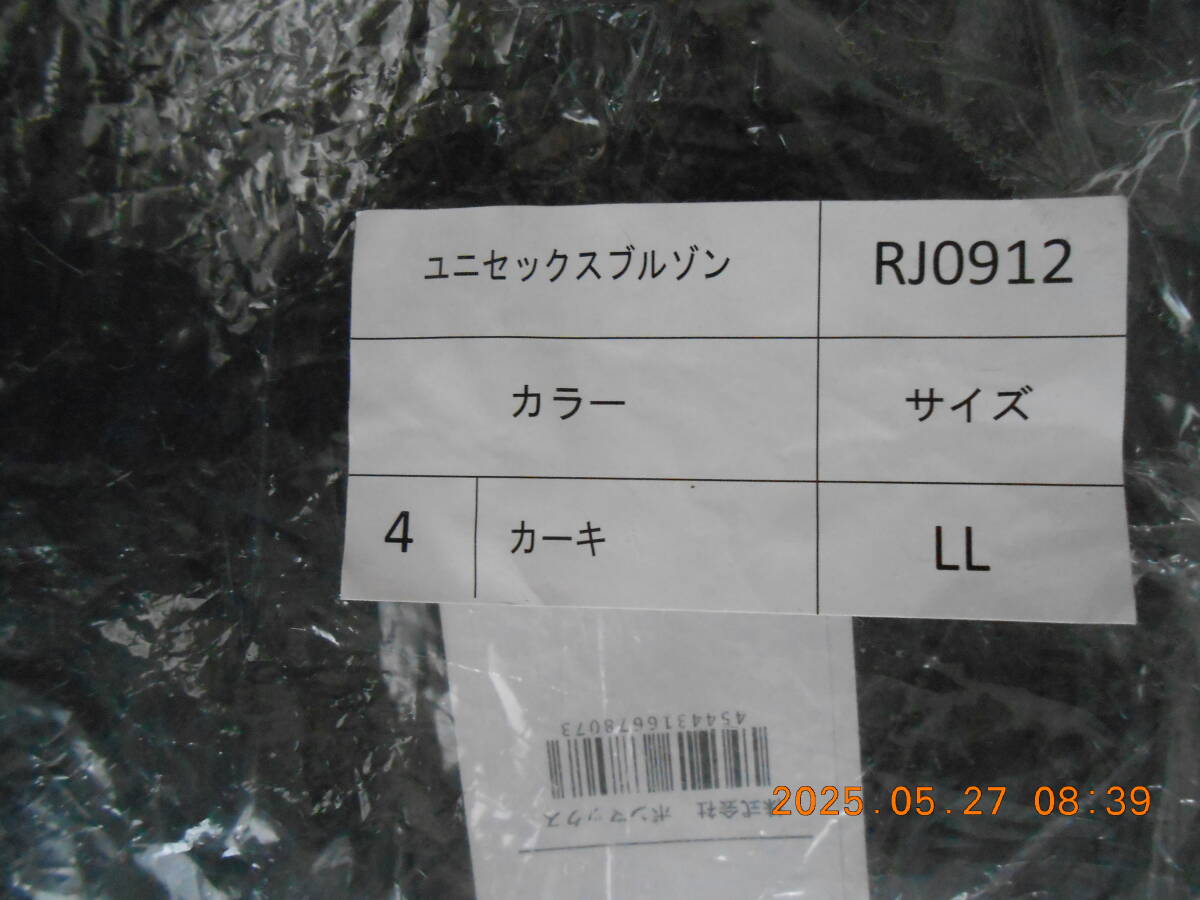 ユニセックスブルゾン RJ0912
カラー サイズ
4 カーキ LL
4544316678073
株式会社 ボンマックス
2025.05.27 08:39